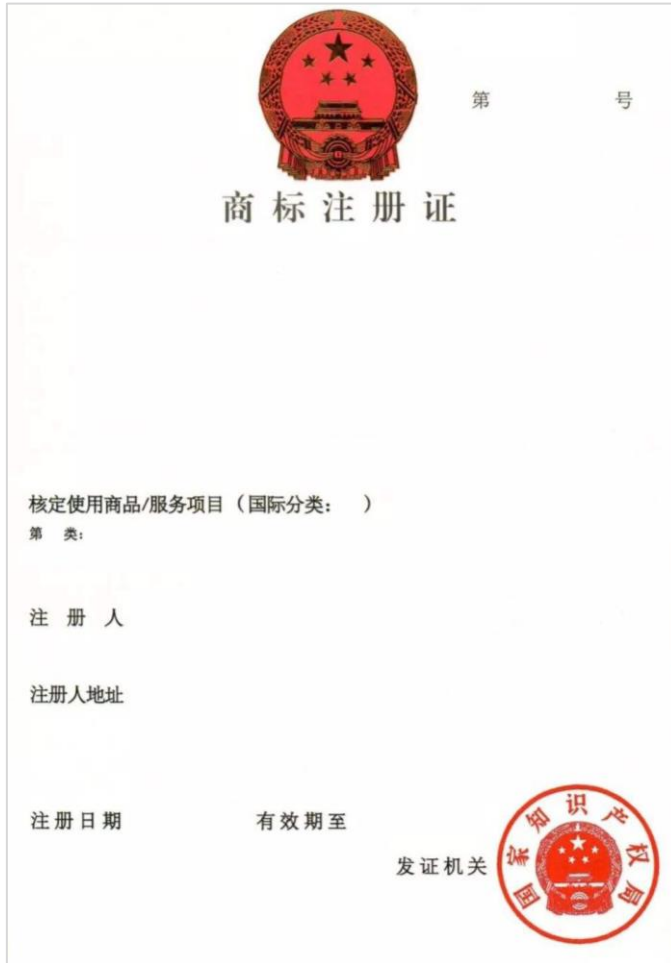 第 号
商标注册证
核定使用商品/服务项目（国际分类： ）
第 类：
注 册 人
注册人地址
注册日期 有效期至
发证机关
国家知识产权局